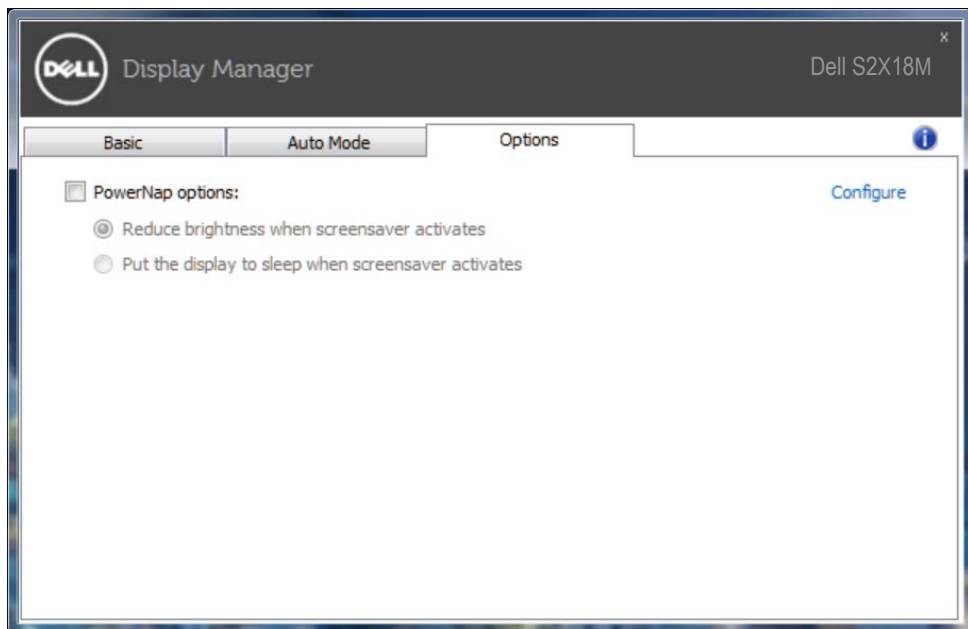 DELL
Display Manager
x
Dell S2X18M
Basic
Auto Mode
Options
i
PowerNap options:
Configure
Reduce brightness when screensaver activates
Put the display to sleep when screensaver activates